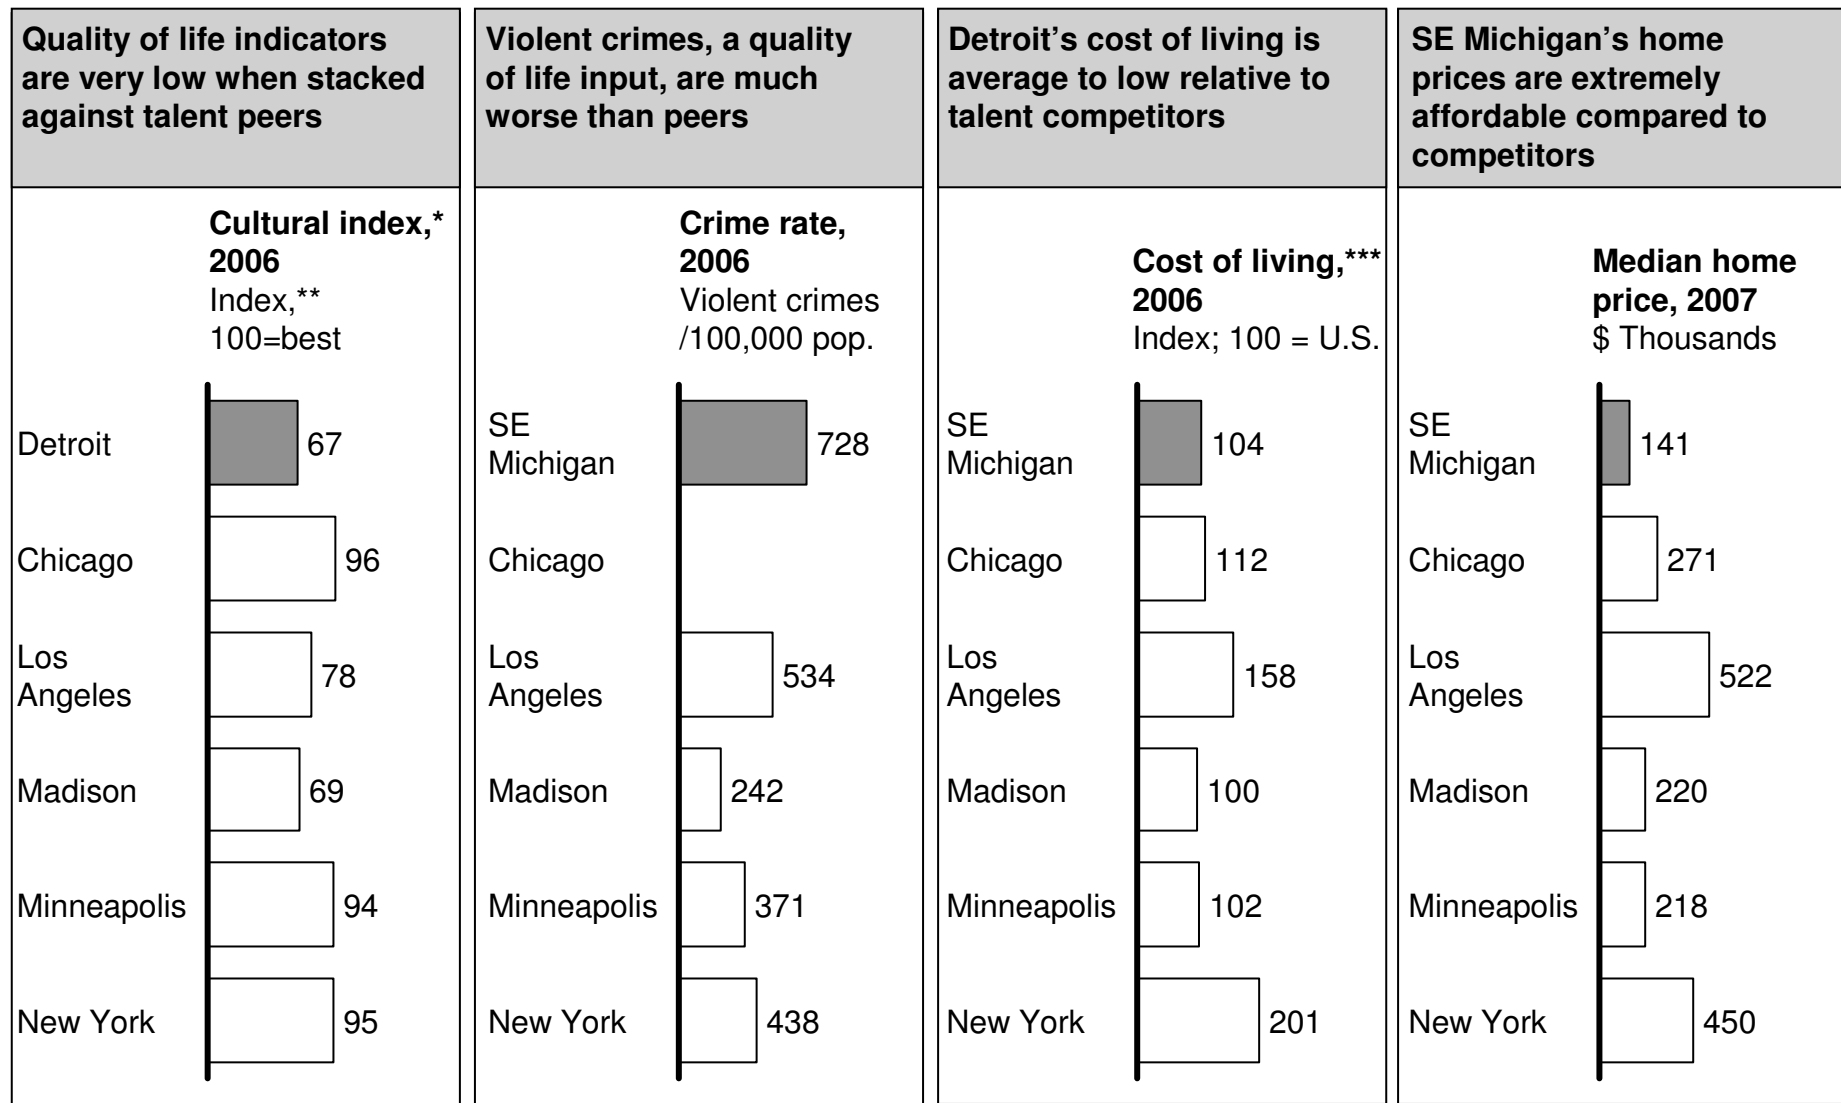 Quality of life indicators
are very low when stacked
against talent peers
Cultural index,*
2006
Index,**
100=best
Detroit
67
Chicago
96
Los
Angeles
78
Madison
69
Minneapolis
94
New York
95
Violent crimes, a quality
of life input, are much
worse than peers
Crime rate,
2006
Violent crimes
/100,000 pop.
SE
Michigan
728
Chicago
Los
Angeles
534
Madison
242
Minneapolis
371
New York
438
Detroit’s cost of living is
average to low relative to
talent competitors
Cost of living,***
2006
Index; 100 = U.S.
SE
Michigan
104
Chicago
112
Los
Angeles
158
Madison
100
Minneapolis
102
New York
201
SE Michigan’s home
prices are extremely
affordable compared to
competitors
Median home
price, 2007
$ Thousands
SE
Michigan
141
Chicago
271
Los
Angeles
522
Madison
220
Minneapolis
218
New York
450